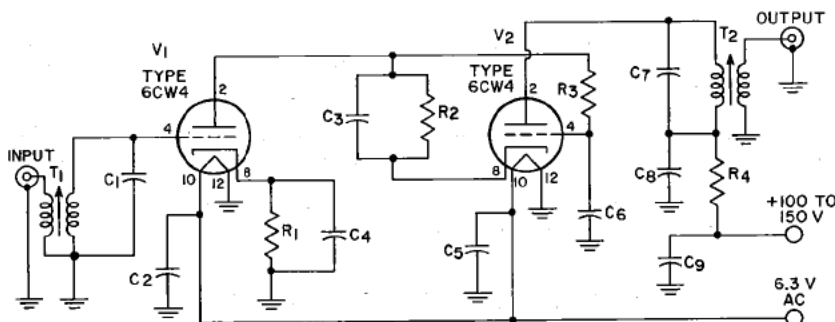 OUTPUT
V1
V2
T2
TYPE
6CW4
TYPE
6CW4
2
2
C7
R3
C3
R2
4
4
INPUT
T1
C1
10
12
8
8
10
12
C8
R4
+100 TO
150 V
C6
R1
C4
C2
C5
C9
6.3 V
AC